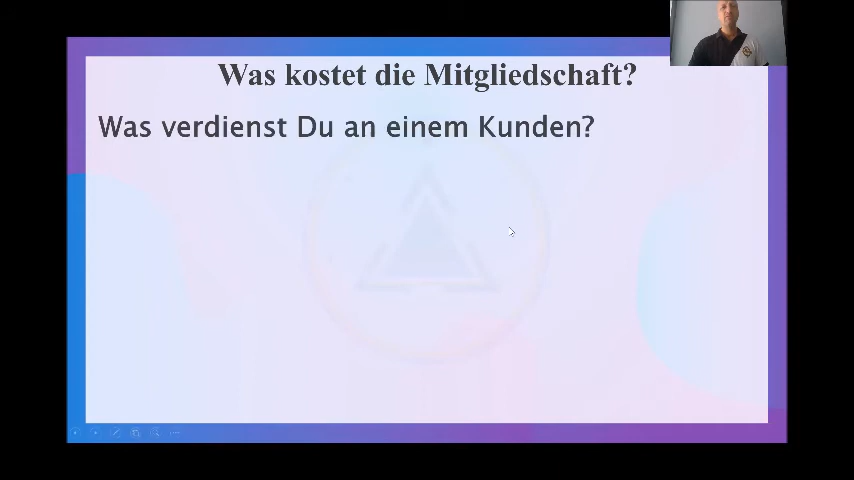 Was kostet die Mitgliedschaft?
Was verdienst Du an einem Kunden?